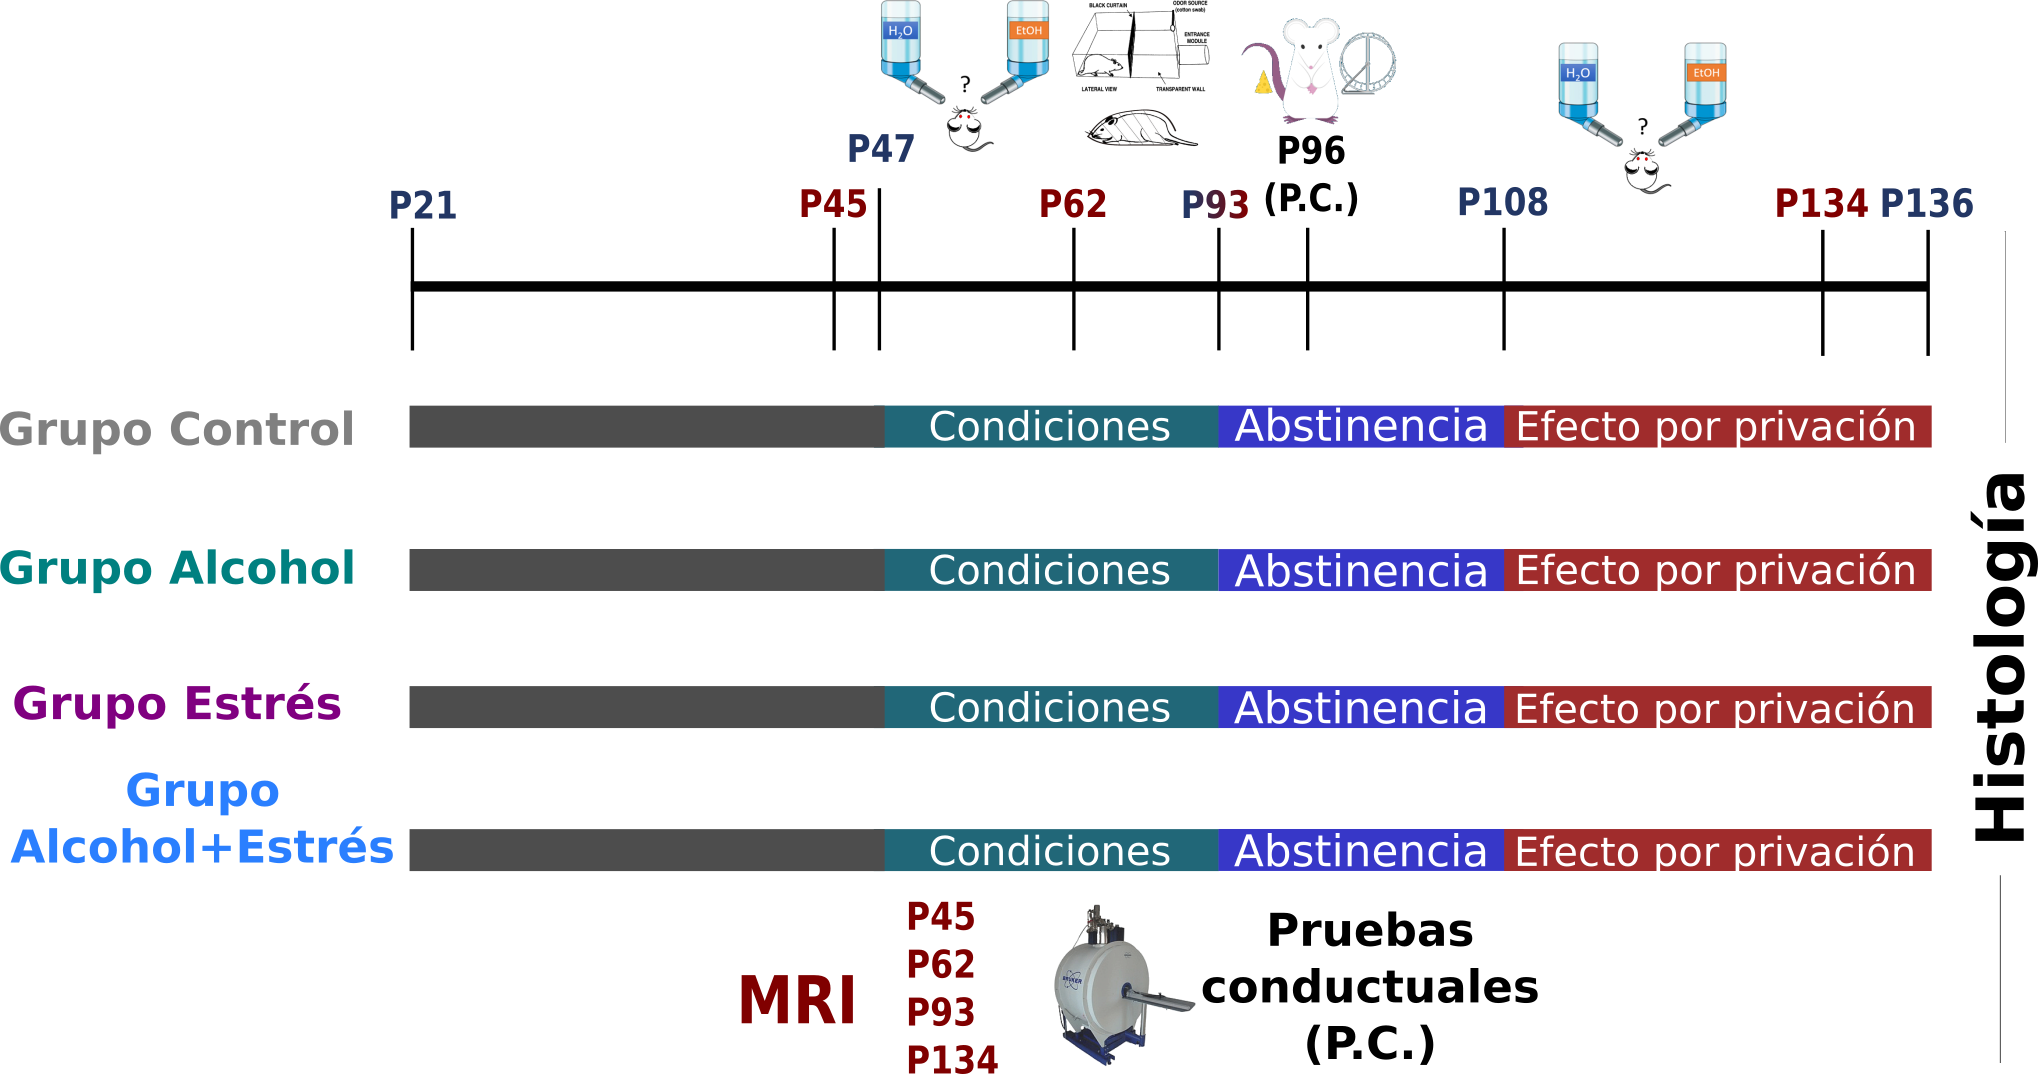 H₂O
EtOH
?
BLACK CURTAIN
ODOR SOURCE
(cotton swab)
ENTRANCE
MODULE
LATERAL VIEW
TRANSPARENT WALL
H₂O
EtOH
?
P21
P45
P47
P62
P93
P96
(P.C.)
P108
P134
P136
Grupo Control
Condiciones
Abstinencia
Efecto por privación
Grupo Alcohol
Condiciones
Abstinencia
Efecto por privación
Grupo Estrés
Condiciones
Abstinencia
Efecto por privación
Grupo
Alcohol+Estrés
Condiciones
Abstinencia
Efecto por privación
Histología
MRI
P45
P62
P93
P134
BRUKER
Pruebas
conductuales
(P.C.)